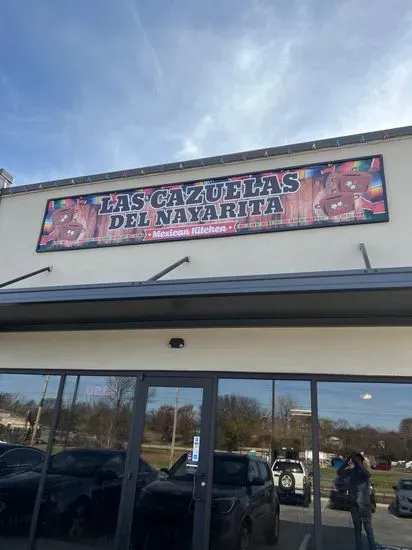 LAS CAZUELAS
DEL NAYARITA
Mexican Kitchen